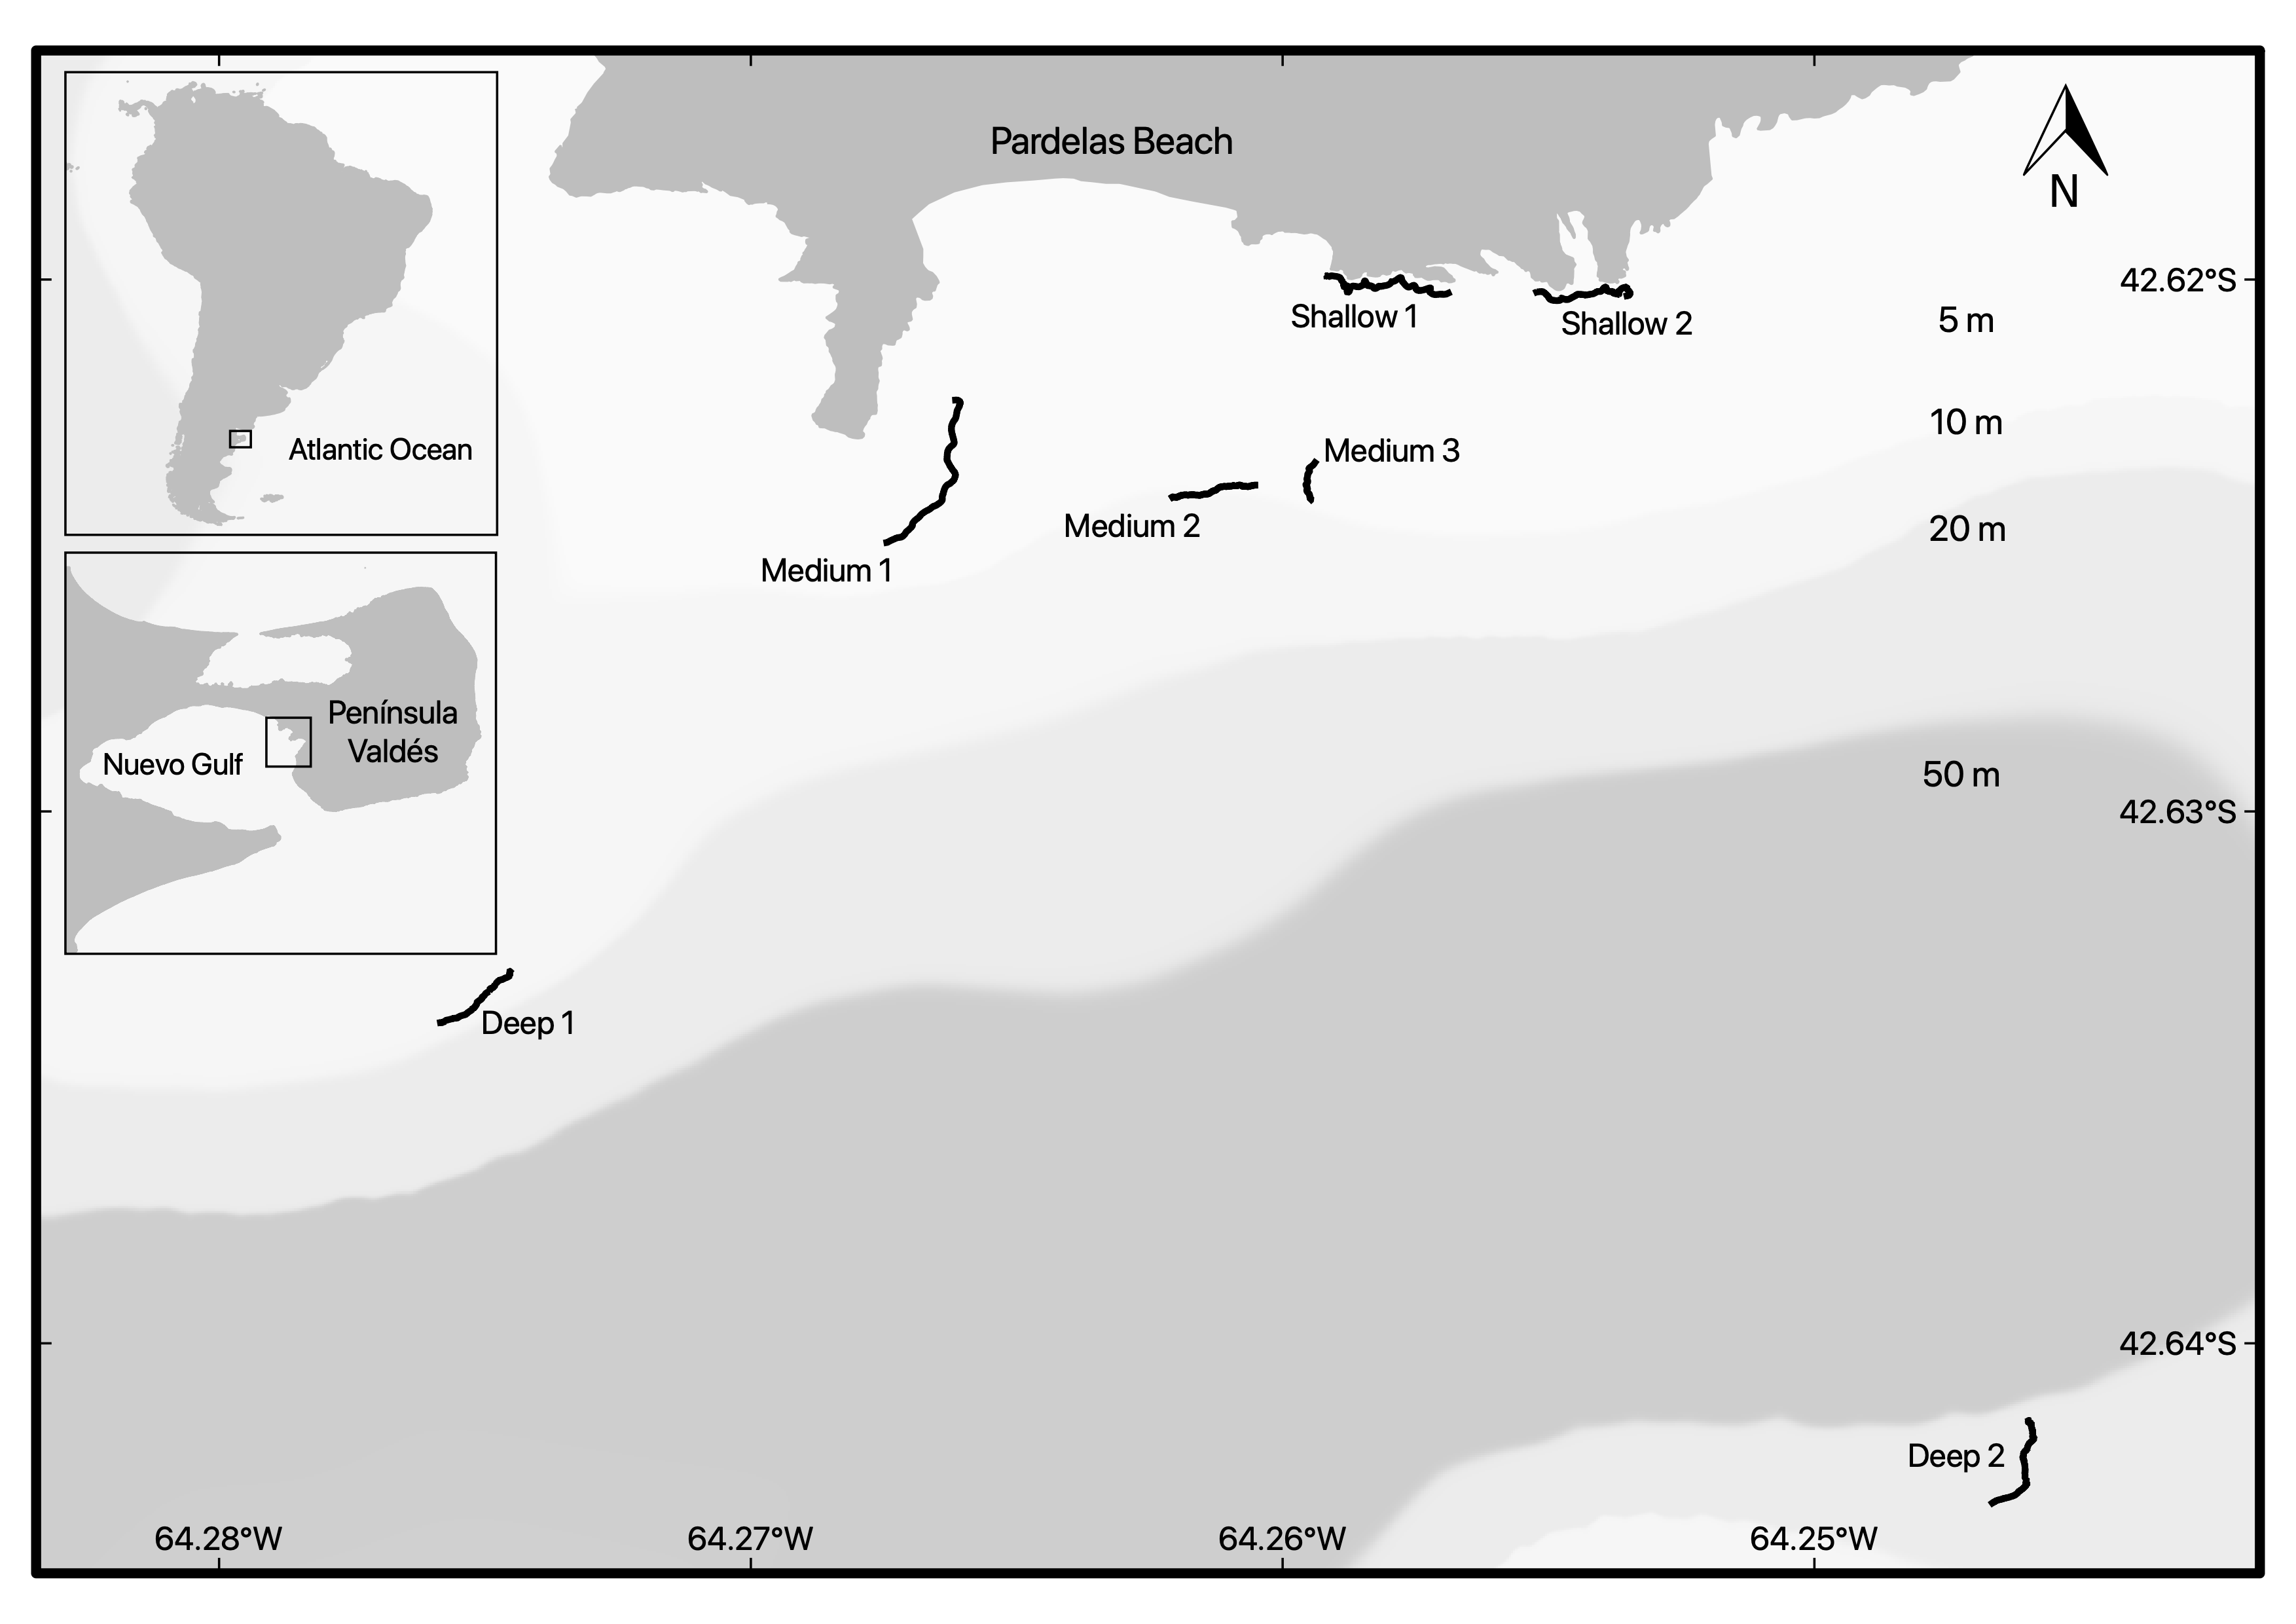 Pardelas Beach
N
Atlantic Ocean
42.62°S
Shallow 1
Shallow 2
5 m
10 m
Medium 3
20 m
Medium 2
Medium 1
Península
Valdés
Nuevo Gulf
50 m
42.63°S
Deep 1
42.64°S
Deep 2
64.28°W
64.27°W
64.26°W
64.25°W